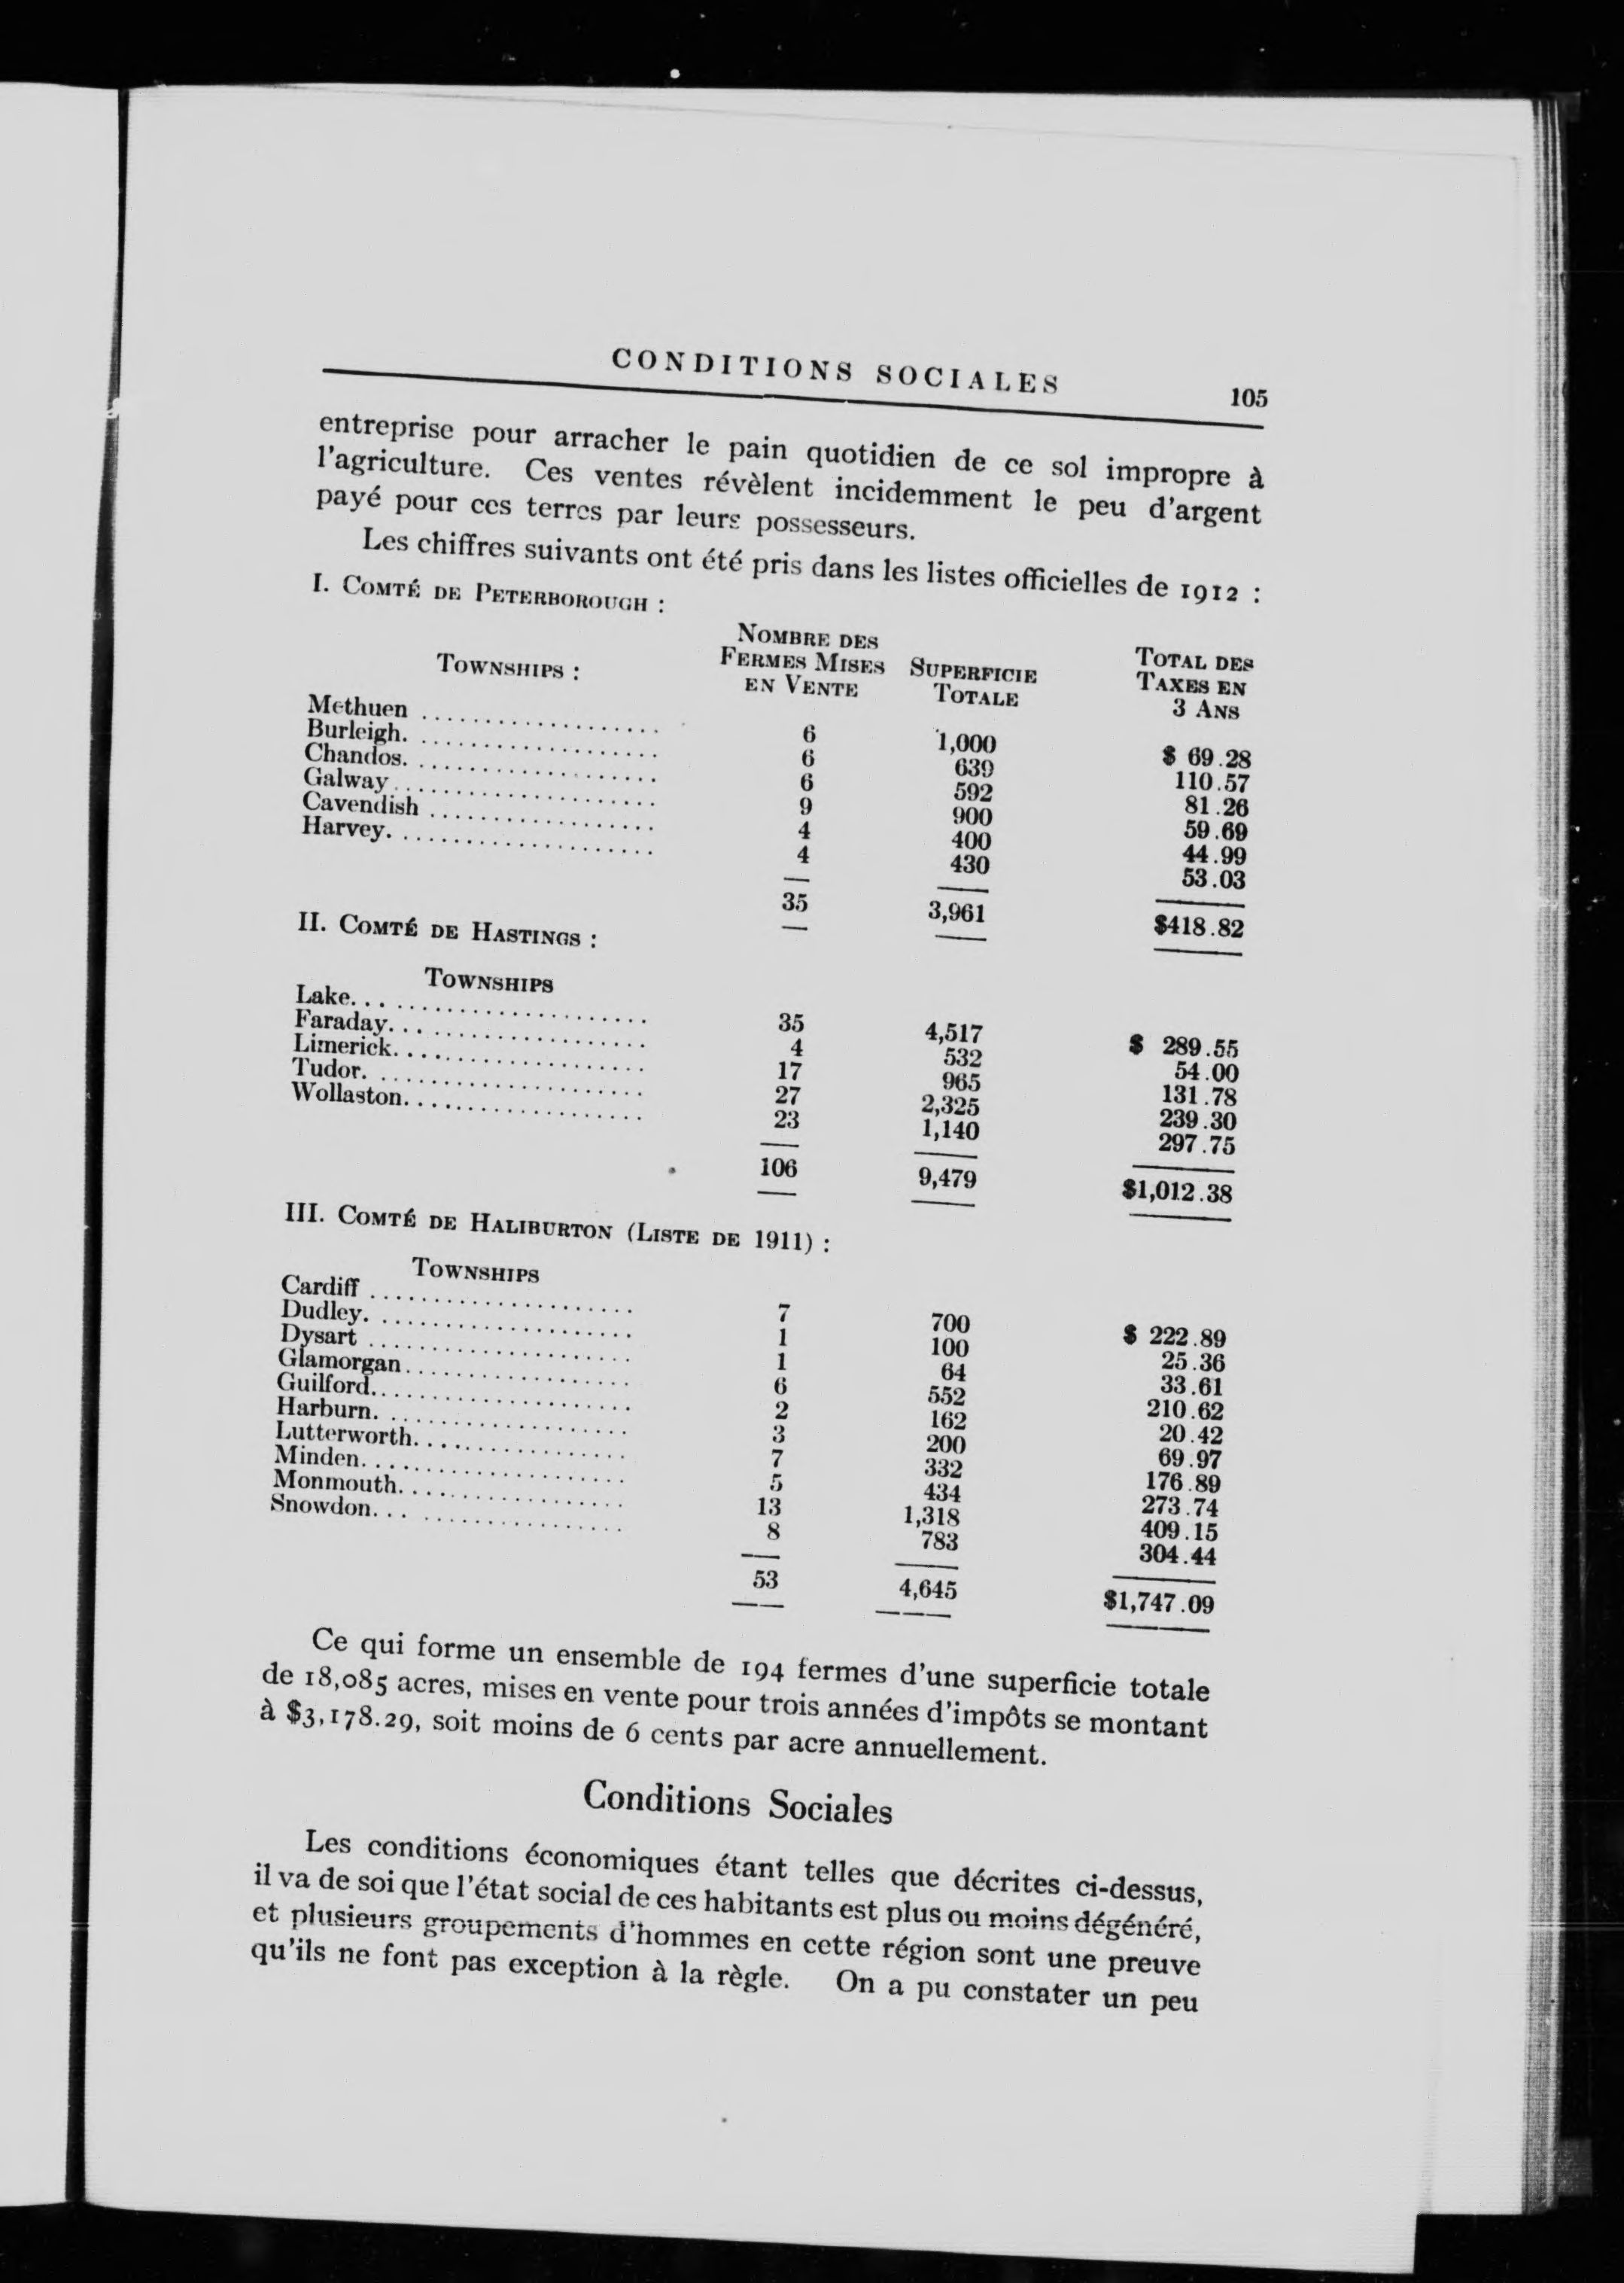 CONDITIONS SOCIALES 105
entreprise pour arracher le pain quotidien de ce sol impropre à
l'agriculture. Ces ventes révèlent incidemment le peu d'argent
payé pour ces terres par leurs possesseurs.
Les chiffres suivants ont été pris dans les listes officielles de 1912 :
I. COMTÉ DE PETERBOROUGH :
TOWNSHIPS : NOMBRE DES FERMES MISES EN VENTE SUPERFICIE TOTALE TOTAL DES TAXES EN 3 ANS
Methuen .................... 6 1,000 $ 69.28
Burleigh. .................... 6 639 110.57
Chandos. .................... 6 592 81.26
Galway ...................... 9 900 59.69
Cavendish ................... 4 400 44.99
Harvey. ..................... 4 430 53.03
35 3,961 $418.82
II. COMTÉ DE HASTINGS :
TOWNSHIPS
Lake. ........................ 35 4,517 $ 289.55
Faraday. ..................... 4 532 54.00
Limerick. .................... 17 965 131.78
Tudor. ....................... 27 2,325 239.30
Wollaston. ................... 23 1,140 297.75
106 9,479 $1,012.38
III. COMTÉ DE HALIBURTON (LISTE DE 1911) :
TOWNSHIPS
Cardiff ...................... 7 700 $ 222.89
Dudley. ...................... 1 100 25.36
Dysart ....................... 1 64 33.61
Glamorgan. ................... 6 552 210.62
Guilford. .................... 2 162 20.42
Harburn. ..................... 3 200 69.97
Lutterworth. ................. 7 332 176.89
Minden. ...................... 5 434 273.74
Monmouth. .................... 13 1,318 409.15
Snowdon. ..................... 8 783 304.44
53 4,645 $1,747.09
Ce qui forme un ensemble de 194 fermes d'une superficie totale
de 18,085 acres, mises en vente pour trois années d'impôts se montant
à $3,178.29, soit moins de 6 cents par acre annuellement.
Conditions Sociales
Les conditions économiques étant telles que décrites ci-dessus,
il va de soi que l'état social de ces habitants est plus ou moins dégénéré,
et plusieurs groupements d'hommes en cette région sont une preuve
qu'ils ne font pas exception à la règle. On a pu constater un peu